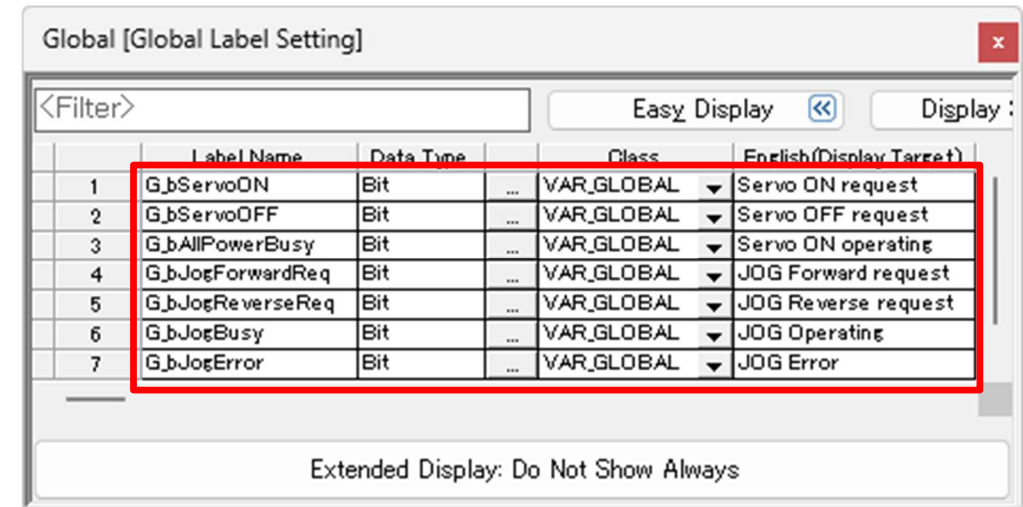 Global [Global Label Setting]
x
<Filter> Easy Display Display
Label Name Data Type Class English(Display Target)
1 G_bServoON Bit ... VAR_GLOBAL Servo ON request
2 G_bServoOFF Bit ... VAR_GLOBAL Servo OFF request
3 G_bAllPowerBusy Bit ... VAR_GLOBAL Servo ON operating
4 G_bJogForwardReq Bit ... VAR_GLOBAL JOG Forward request
5 G_bJogReverseReq Bit ... VAR_GLOBAL JOG Reverse request
6 G_bJogBusy Bit ... VAR_GLOBAL JOG Operating
7 G_bJogError Bit ... VAR_GLOBAL JOG Error
Extended Display: Do Not Show Always